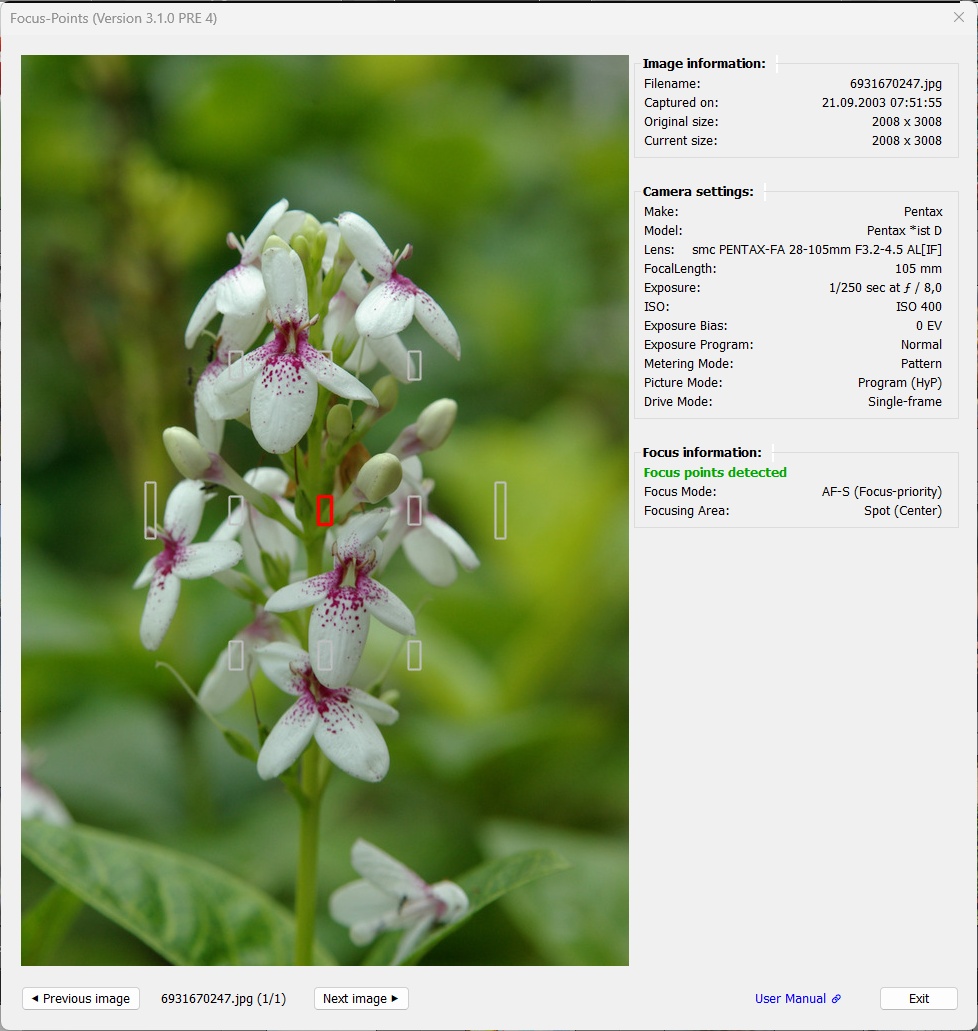 Focus-Points (Version 3.1.0 PRE 4)
Image information:
Filename: 6931670247.jpg
Captured on: 21.09.2003 07:51:55
Original size: 2008 x 3008
Current size: 2008 x 3008
Camera settings:
Make: Pentax
Model: Pentax *ist D
Lens: smc PENTAX-FA 28-105mm F3.2-4.5 AL[IF]
FocalLength: 105 mm
Exposure: 1/250 sec at ƒ / 8,0
ISO: ISO 400
Exposure Bias: 0 EV
Exposure Program: Normal
Metering Mode: Pattern
Picture Mode: Program (HyP)
Drive Mode: Single-frame
Focus information:
Focus points detected
Focus Mode: AF-S (Focus-priority)
Focusing Area: Spot (Center)
Previous image 6931670247.jpg (1/1) Next image User Manual Exit